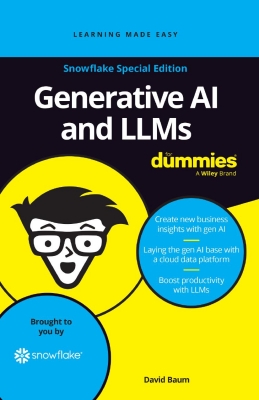 LEARNING MADE EASY
Snowflake Special Edition
Generative AI
and LLMs
for
dummies®
A Wiley Brand
Create new business
insights with gen AI
Laying the gen AI base with
a cloud data platform
Boost productivity
with LLMs
Brought to
you by
snowflake®
David Baum